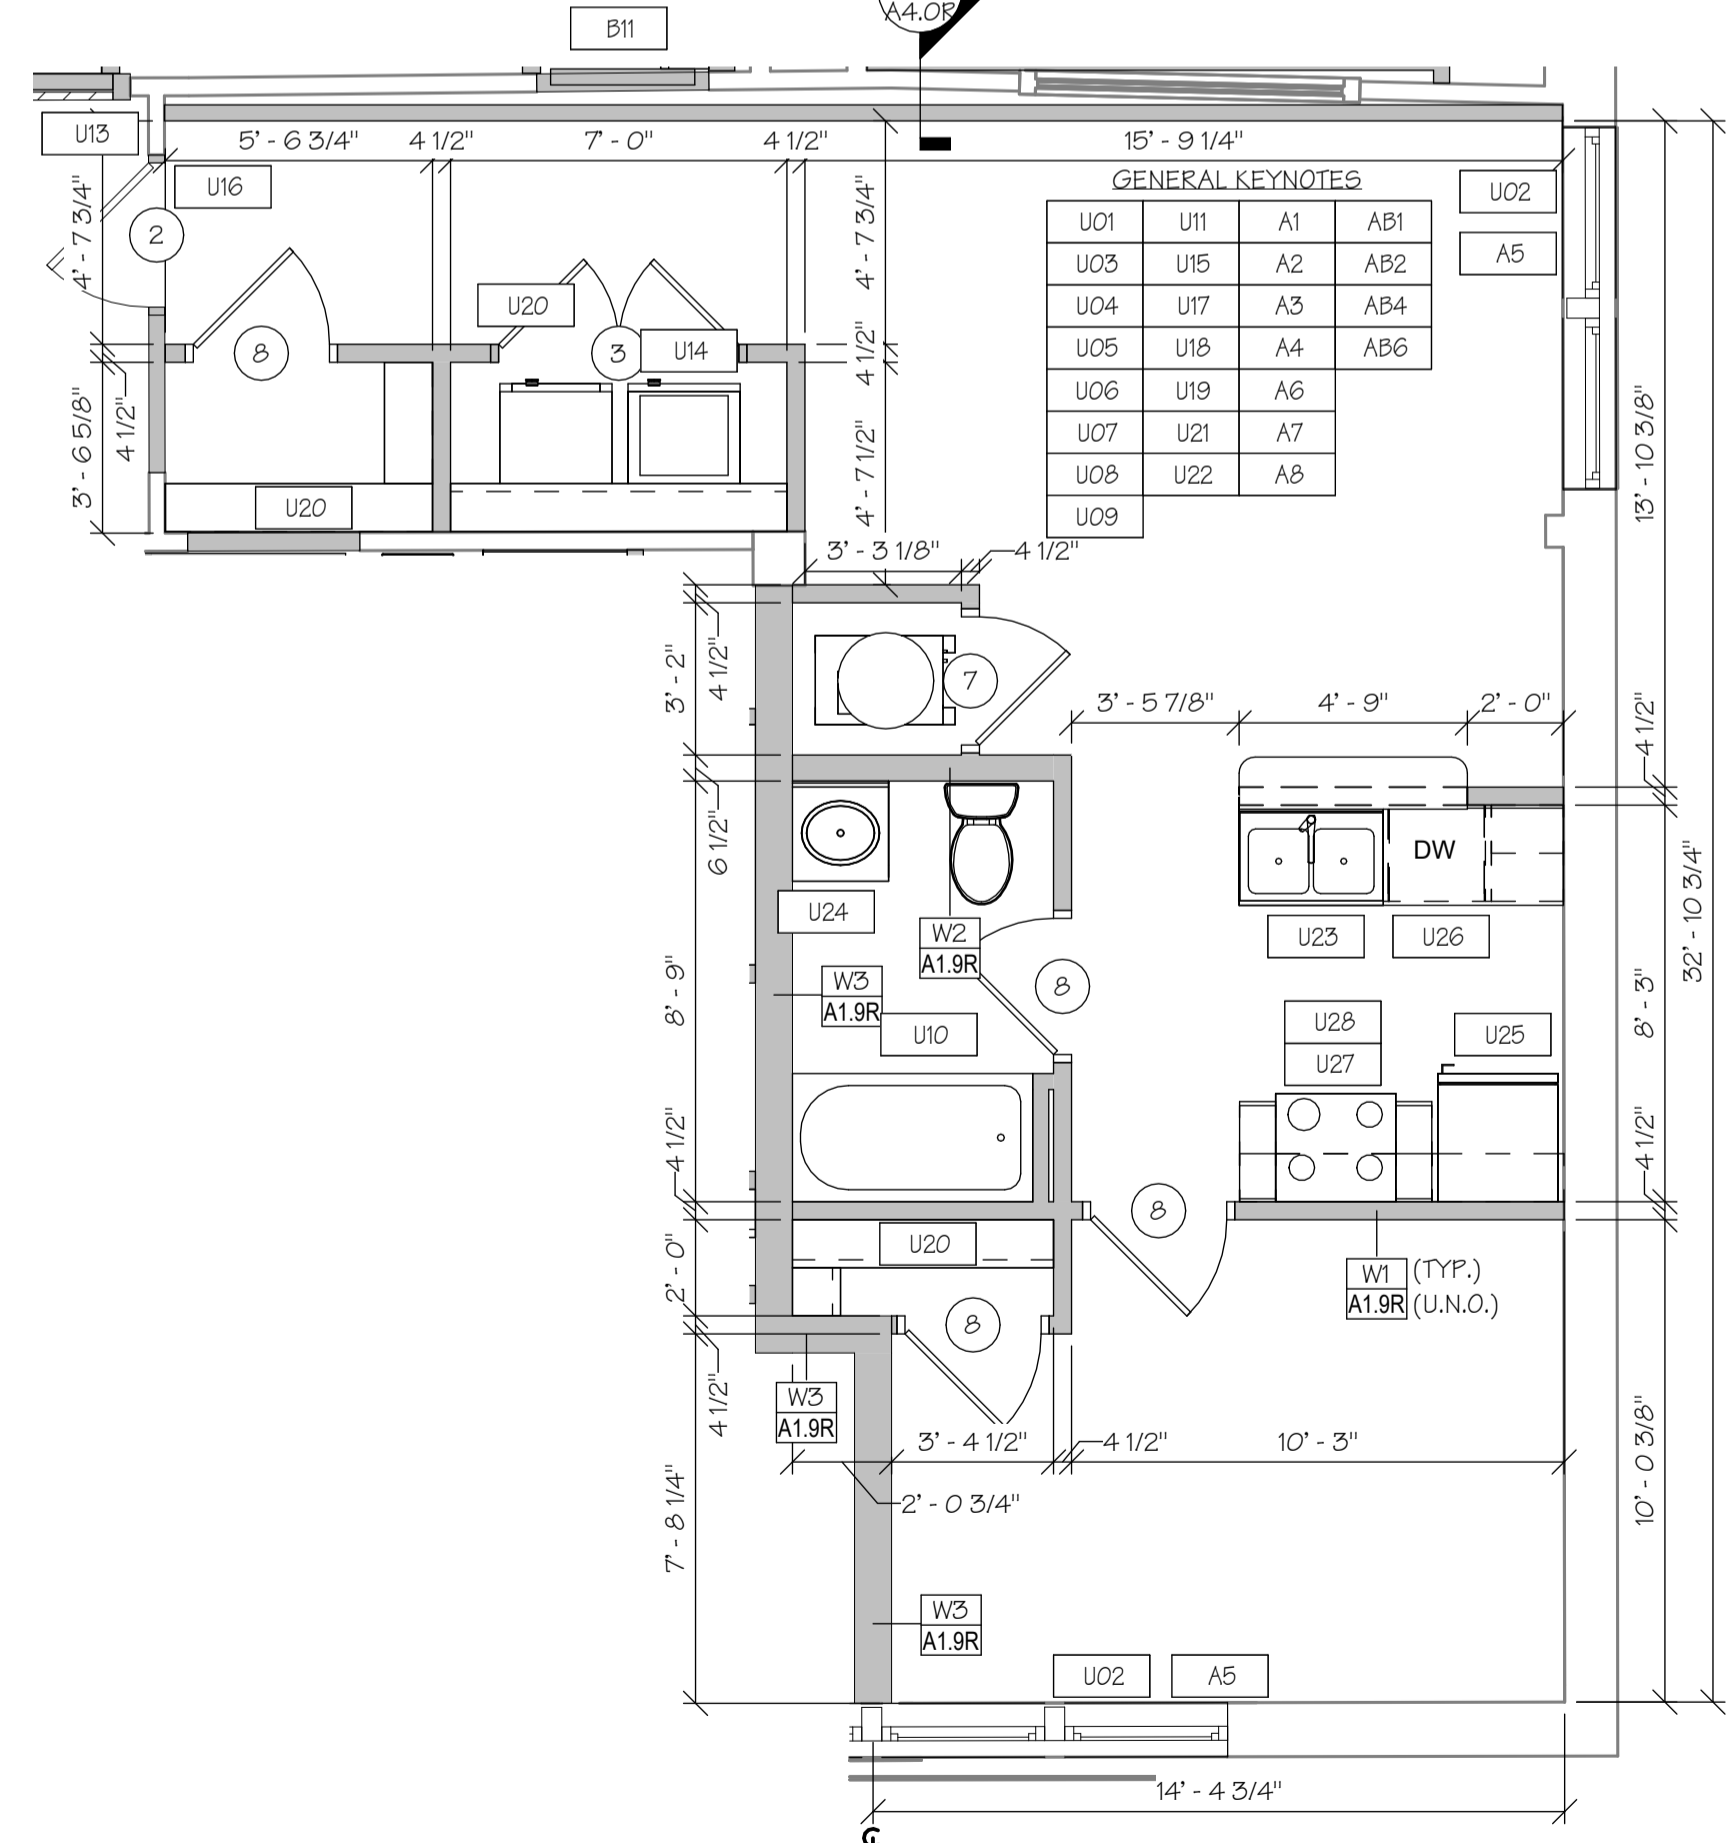 A4.0R
B11
U13
5' - 6 3/4"
4 1/2"
7' - 0"
4 1/2"
15' - 9 1/4"
U16
GENERAL KEYNOTES
U02
A5
U01 U11 A1 AB1
U03 U15 A2 AB2
U04 U17 A3 AB4
U05 U18 A4 AB6
U06 U19 A6
U07 U21 A7
U08 U22 A8
U09
4' - 7 3/4"
2
4' - 7 3/4"
U20
8
3
U14
4 1/2"
3' - 6 5/8"
4 1/2"
4' - 7 1/2"
13' - 10 3/8"
U20
3' - 3 1/8"
4 1/2"
3' - 2"
4 1/2"
7
3' - 5 7/8"
4' - 9"
2' - 0"
4 1/2"
6 1/2"
DW
32' - 10 3/4"
U24
W2
A1.9R
U23
U26
W3
A1.9R
8' - 9"
8
8' - 3"
U10
U28
U27
U25
4 1/2"
4 1/2"
8
2' - 0"
U20
W1 (TYP.)
A1.9R (U.N.O.)
8
4 1/2"
W3
A1.9R
3' - 4 1/2"
4 1/2"
10' - 3"
10' - 0 3/8"
2' - 0 3/4"
7' - 8 1/4"
W3
A1.9R
U02
A5
14' - 4 3/4"